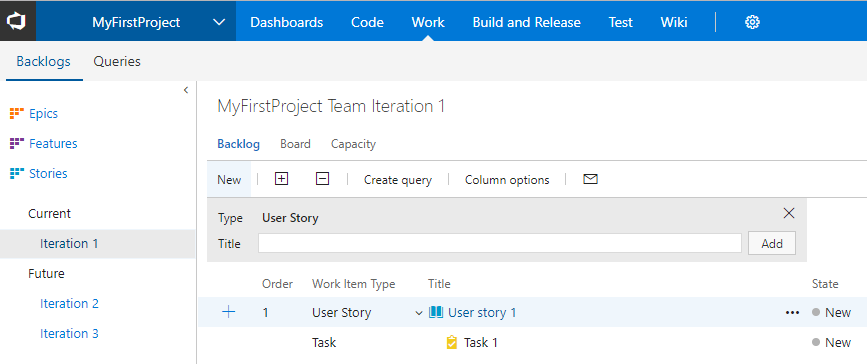 MyFirstProject Dashboards Code Work Build and Release Test Wiki
Backlogs Queries
Epics
Features
Stories
Current
Iteration 1
Future
Iteration 2
Iteration 3
MyFirstProject Team Iteration 1
Backlog Board Capacity
New Create query Column options
Type User Story
Title Add
Order Work Item Type Title State
1 User Story User story 1 New
Task Task 1 New